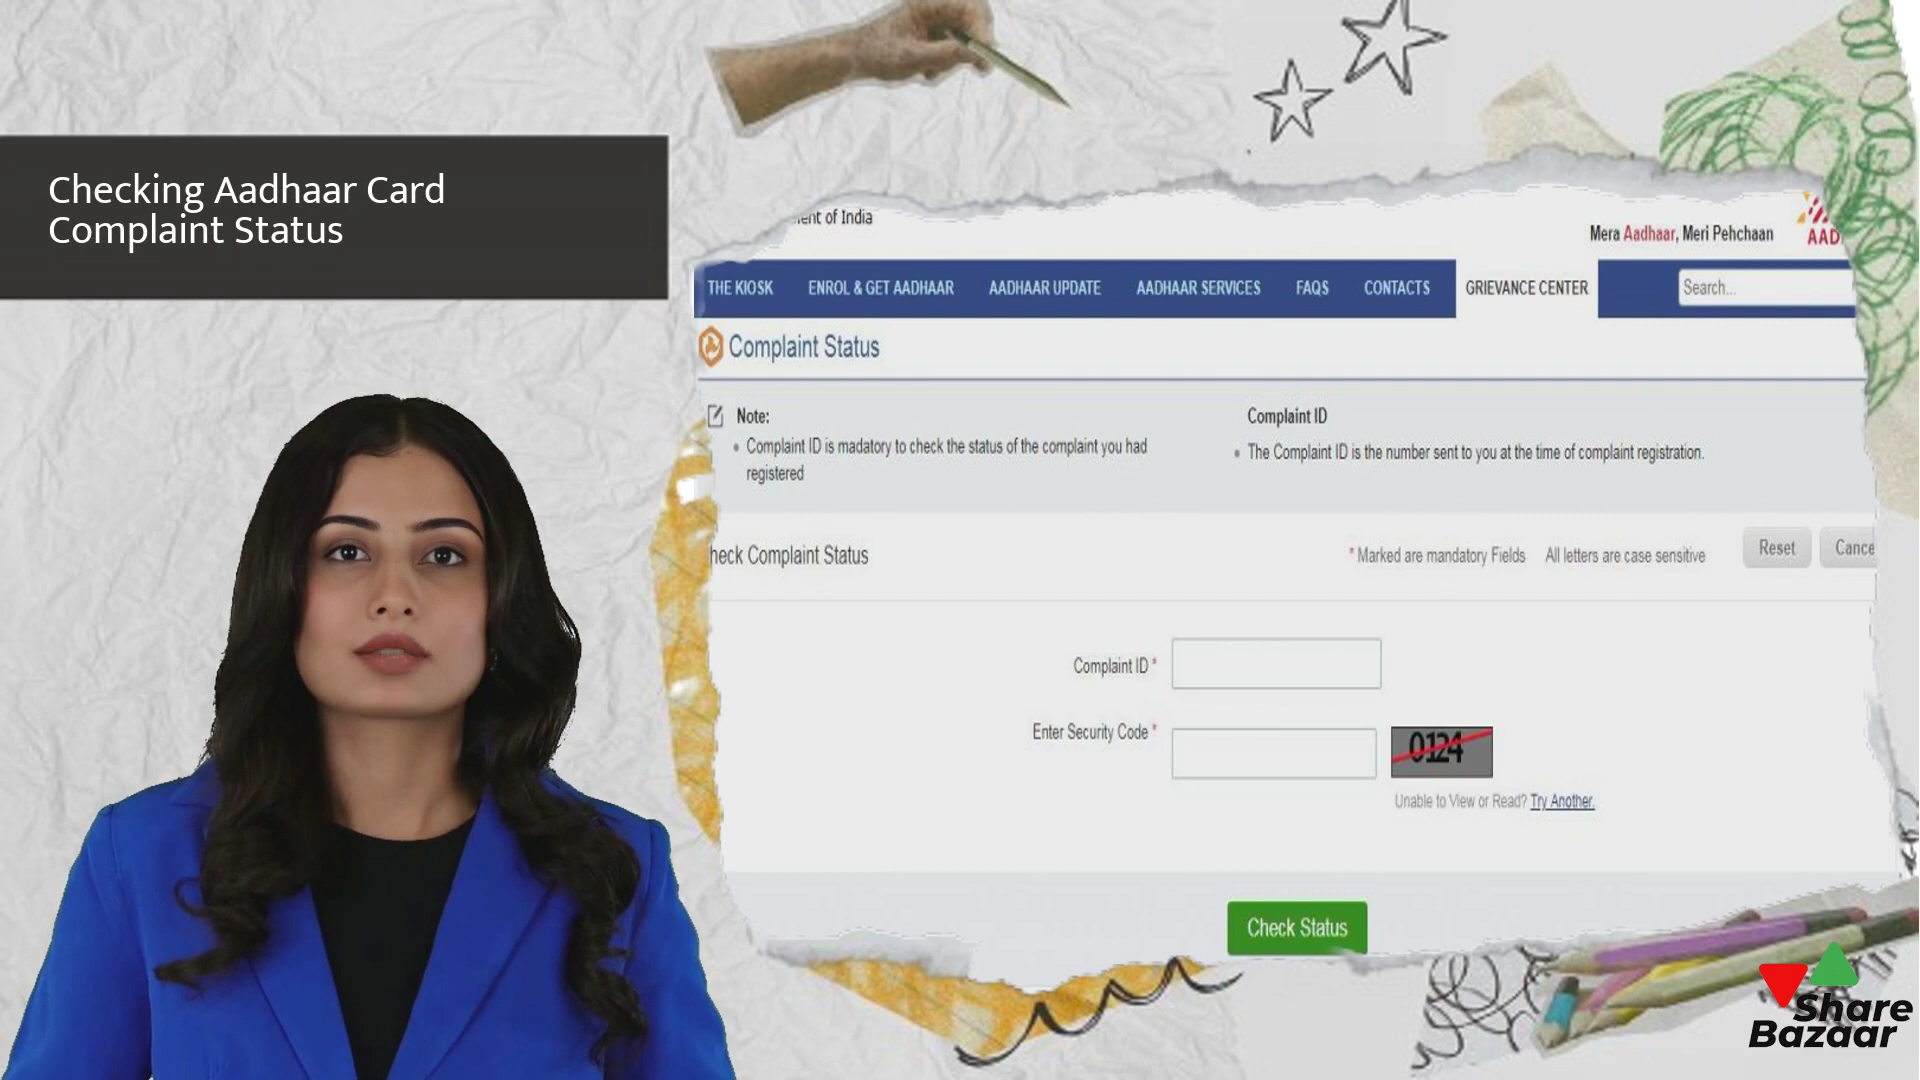 Checking Aadhaar Card
Complaint Status
of India
Mera Aadhaar, Meri Pehchaan
THE KIOSK ENROL & GET AADHAAR AADHAAR UPDATE AADHAAR SERVICES FAQS CONTACTS GRIEVANCE CENTER Search...
Complaint Status
Note:
Complaint ID is madatory to check the status of the complaint you had
registered
Complaint ID
The Complaint ID is the number sent to you at the time of complaint registration.
Complaint Status
* Marked are mandatory Fields All letters are case sensitive Reset
Complaint ID *
Enter Security Code * 0124
Unable to View or Read? Try Another.
Check Status
Share
Bazaar